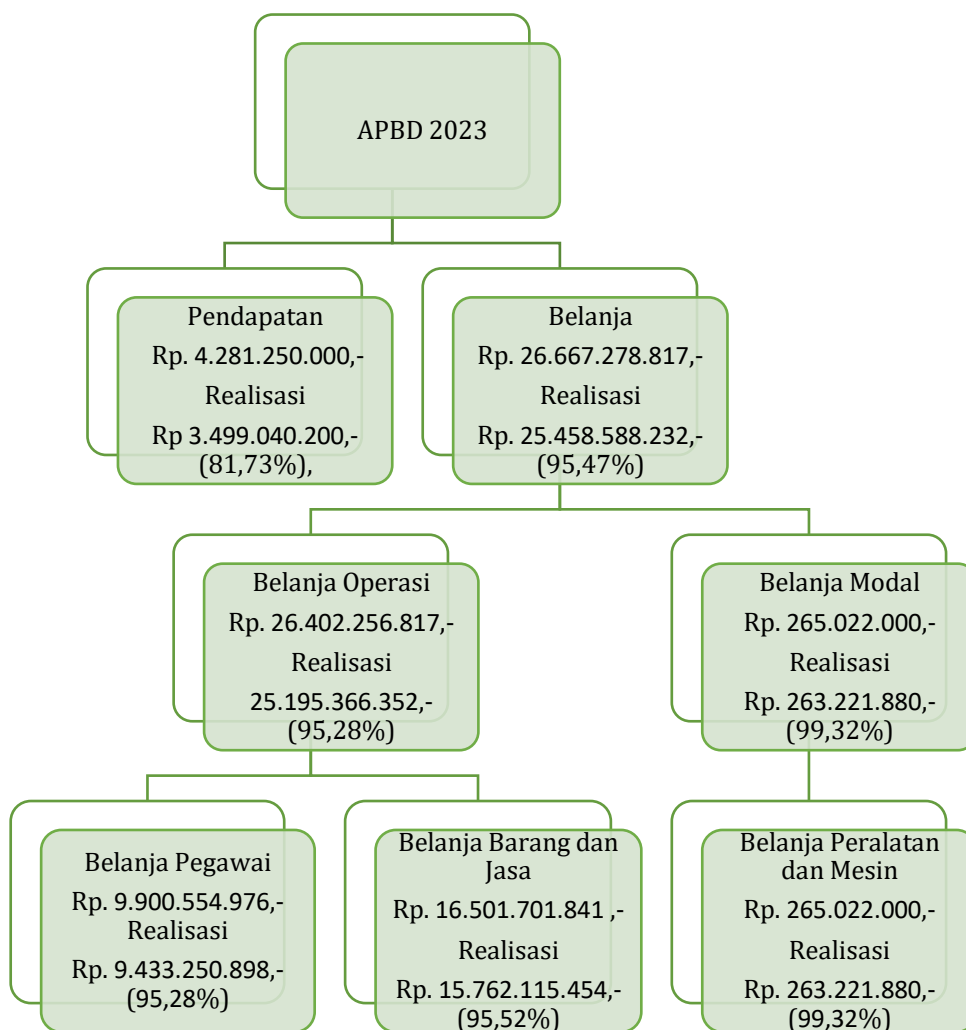 APBD 2023
Pendapatan
Rp. 4.281.250.000,-
Realisasi
Rp 3.499.040.200,-
(81,73%),
Belanja
Rp. 26.667.278.817,-
Realisasi
Rp. 25.458.588.232,-
(95,47%)
Belanja Operasi
Rp. 26.402.256.817,-
Realisasi
25.195.366.352,-
(95,28%)
Belanja Modal
Rp. 265.022.000,-
Realisasi
Rp. 263.221.880,-
(99,32%)
Belanja Pegawai
Rp. 9.900.554.976,-
Realisasi
Rp. 9.433.250.898,-
(95,28%)
Belanja Barang dan
Jasa
Rp. 16.501.701.841 ,-
Realisasi
Rp. 15.762.115.454,-
(95,52%)
Belanja Peralatan
dan Mesin
Rp. 265.022.000,-
Realisasi
Rp. 263.221.880,-
(99,32%)